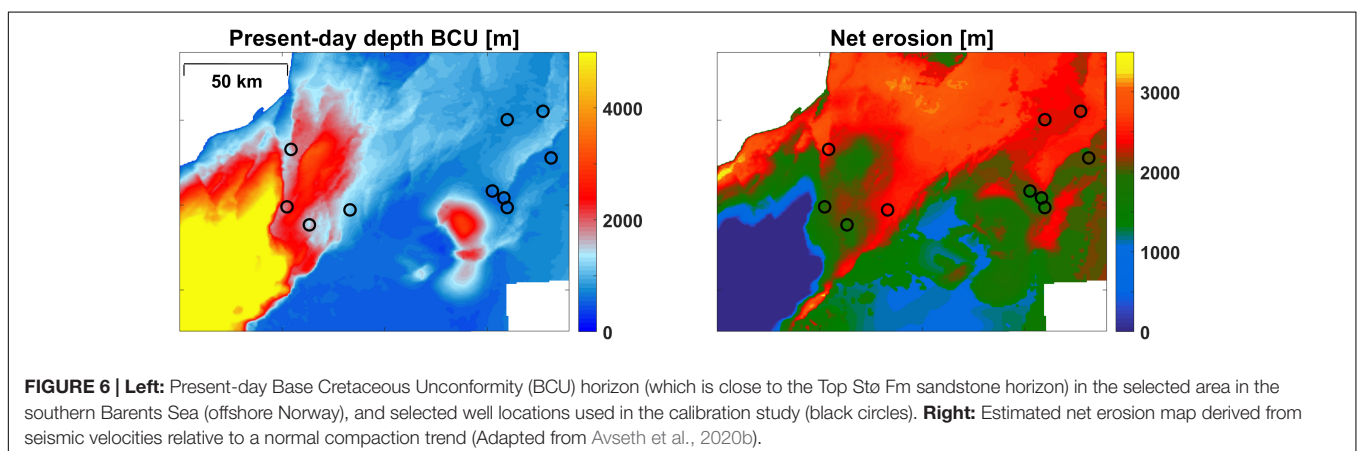 Present-day depth BCU [m]
50 km
4000
2000
0
Net erosion [m]
3000
2000
1000
0
FIGURE 6 | Left: Present-day Base Cretaceous Unconformity (BCU) horizon (which is close to the Top Stø Fm sandstone horizon) in the selected area in the
southern Barents Sea (offshore Norway), and selected well locations used in the calibration study (black circles). Right: Estimated net erosion map derived from
seismic velocities relative to a normal compaction trend (Adapted from Avseth et al., 2020b).